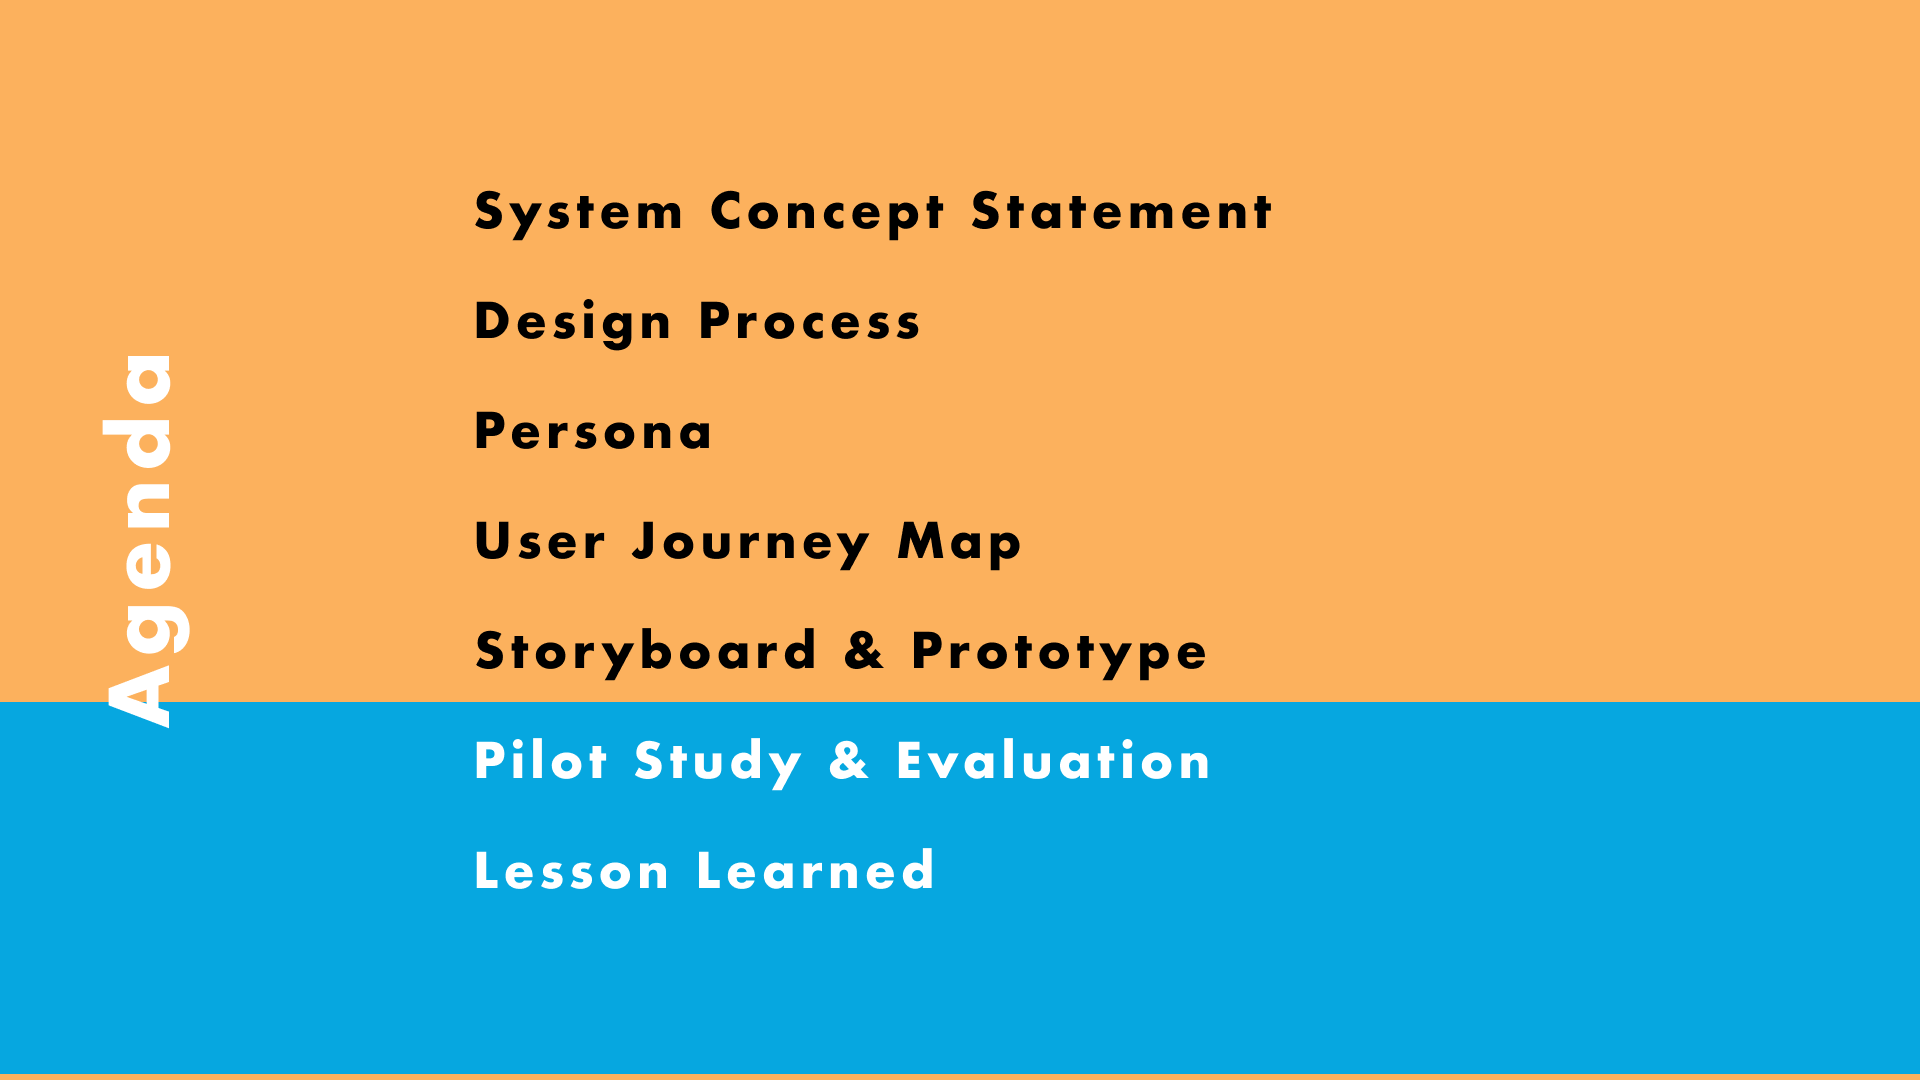 Agenda
System Concept Statement
Design Process
Persona
User Journey Map
Storyboard & Prototype
Pilot Study & Evaluation
Lesson Learned